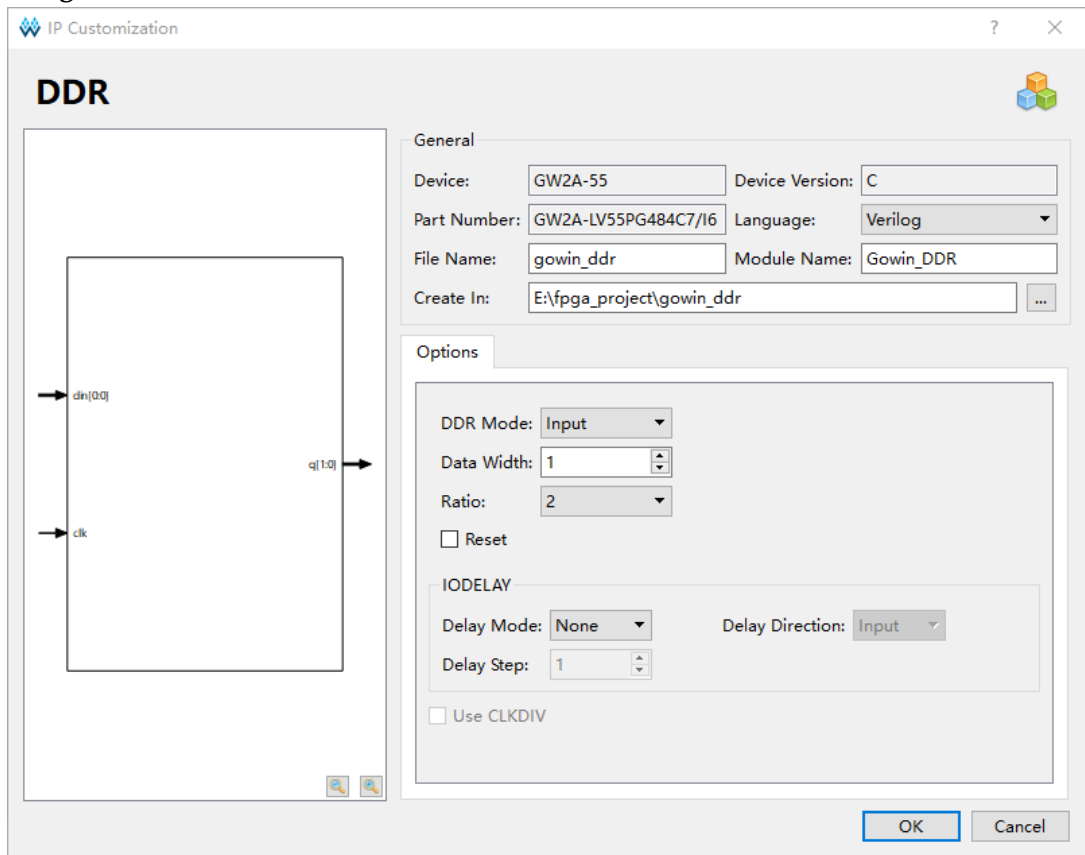 IP Customization ? ×
DDR
General
Device: GW2A-55 Device Version: C
Part Number: GW2A-LV55PG484C7/I6 Language: Verilog
File Name: gowin_ddr Module Name: Gowin_DDR
Create In: E:\fpga_project\gowin_ddr ...
Options
din[0:0]
q[1:0]
clk
DDR Mode: Input
Data Width: 1
Ratio: 2
Reset
IODELAY
Delay Mode: None Delay Direction: Input
Delay Step: 1
Use CLKDIV
OK Cancel